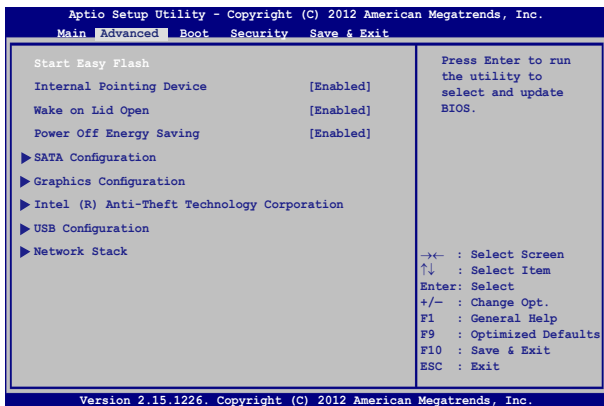 Aptio Setup Utility - Copyright (C) 2012 American Megatrends, Inc.
Main Advanced Boot Security Save & Exit
Start Easy Flash
Internal Pointing Device [Enabled]
Wake on Lid Open [Enabled]
Power Off Energy Saving [Enabled]
SATA Configuration
Graphics Configuration
Intel (R) Anti-Theft Technology Corporation
USB Configuration
Network Stack
Press Enter to run
the utility to
select and update
BIOS.
→← : Select Screen
↑↓ : Select Item
Enter: Select
+/— : Change Opt.
F1 : General Help
F9 : Optimized Defaults
F10 : Save & Exit
ESC : Exit
Version 2.15.1226. Copyright (C) 2012 American Megatrends, Inc.